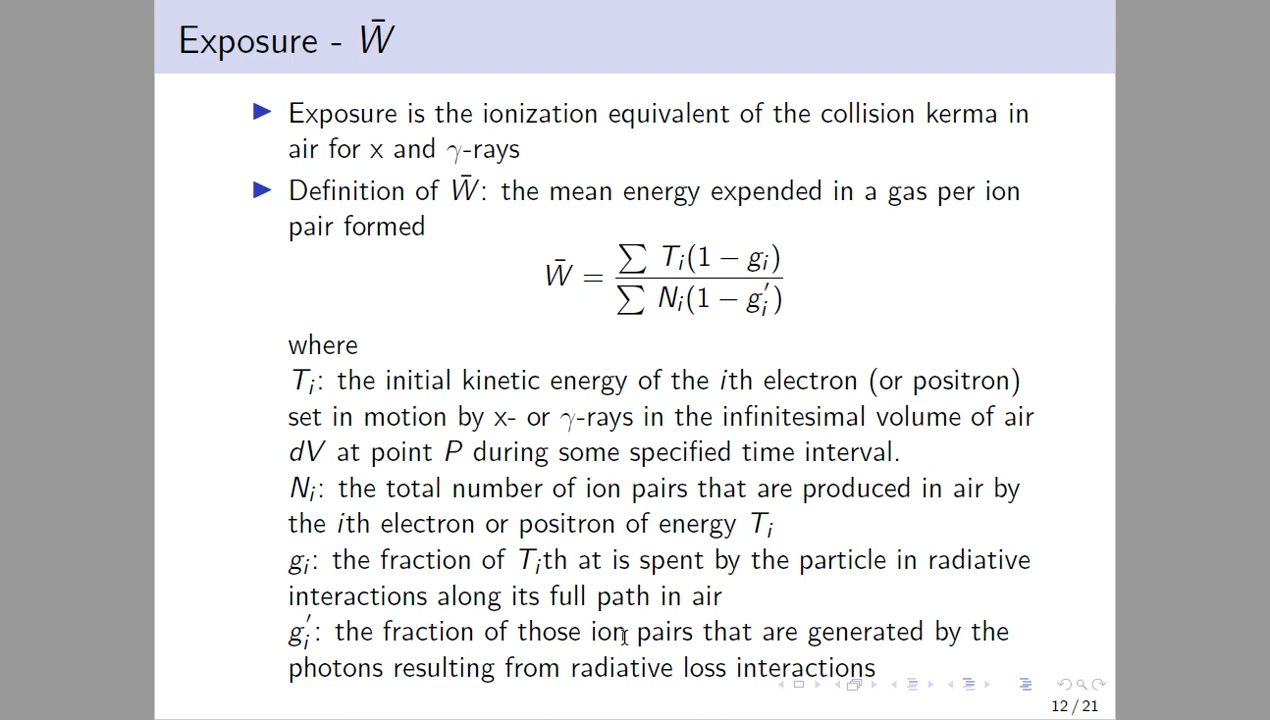 Exposure - W̄
▶ Exposure is the ionization equivalent of the collision kerma in
air for x and γ-rays
▶ Definition of W̄: the mean energy expended in a gas per ion
pair formed
W̄ = ∑ Tᵢ(1 − gᵢ) / ∑ Nᵢ(1 − gᵢ′)
where
Tᵢ: the initial kinetic energy of the ith electron (or positron)
set in motion by x- or γ-rays in the infinitesimal volume of air
dV at point P during some specified time interval.
Nᵢ: the total number of ion pairs that are produced in air by
the ith electron or positron of energy Tᵢ
gᵢ: the fraction of Tᵢth at is spent by the particle in radiative
interactions along its full path in air
gᵢ′: the fraction of those ion pairs that are generated by the
photons resulting from radiative loss interactions
12 / 21